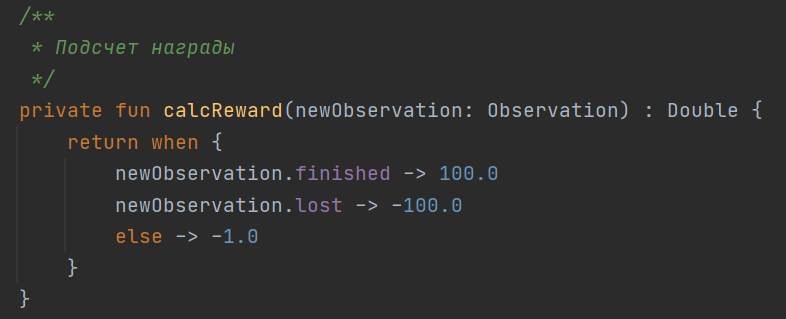 /**
 * Подсчет награды
 */
private fun calcReward(newObservation: Observation) : Double {
    return when {
        newObservation.finished -> 100.0
        newObservation.lost -> -100.0
        else -> -1.0
    }
}